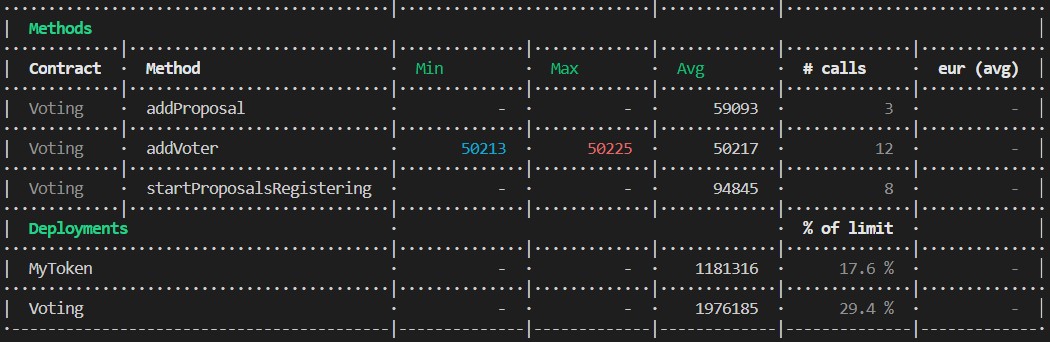 Methods
Contract · Method · Min · Max · Avg · # calls · eur (avg)
Voting · addProposal · - · - · 59093 · 3 · -
Voting · addVoter · 50213 · 50225 · 50217 · 12 · -
Voting · startProposalsRegistering · - · - · 94845 · 8 · -
Deployments · · % of limit ·
MyToken · - · - · 1181316 · 17.6 % · -
Voting · - · - · 1976185 · 29.4 % · -